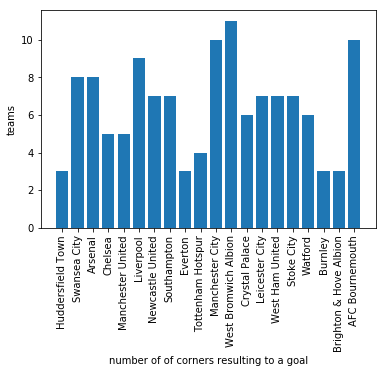 teams
10
8
6
4
2
0
Huddersfield Town
Swansea City
Arsenal
Chelsea
Manchester United
Liverpool
Newcastle United
Southampton
Everton
Tottenham Hotspur
Manchester City
West Bromwich Albion
Crystal Palace
Leicester City
West Ham United
Stoke City
Watford
Burnley
Brighton & Hove Albion
AFC Bournemouth
number of of corners resulting to a goal